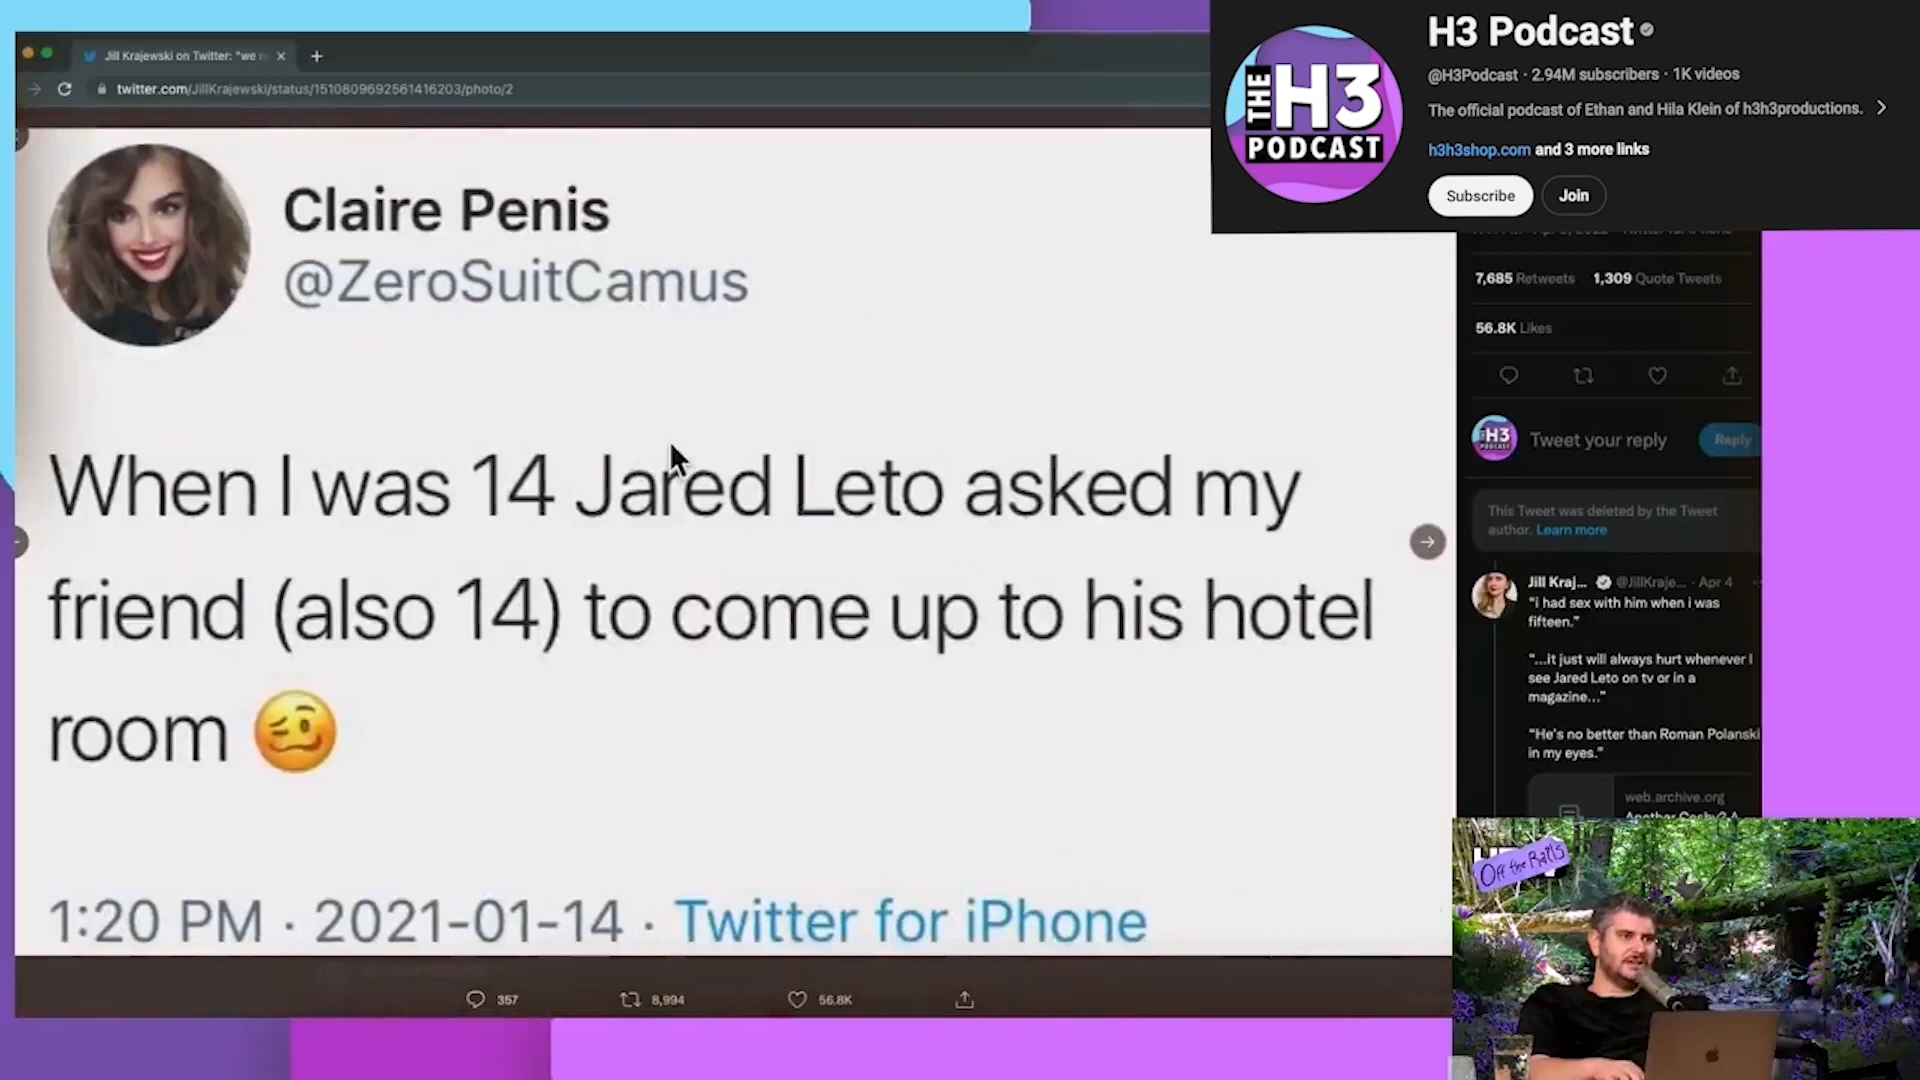 Jill Krajewski on Twitter: "we
twitter.com/JillKrajewski/status/1510809692561416203/photo/2
Claire Penis
@ZeroSuitCamus
When I was 14 Jared Leto asked my
friend (also 14) to come up to his hotel
room 🥴
1:20 PM · 2021-01-14 · Twitter for iPhone
357
8,994
56.8K
THE H3
PODCAST
H3 Podcast
@H3Podcast · 2.94M subscribers · 1K videos
The official podcast of Ethan and Hila Klein of h3h3productions.
h3h3shop.com and 3 more links
Subscribe
Join
7,685 Retweets 1,309 Quote Tweets
56.8K Likes
H3
PODCAST
Tweet your reply
Reply
This Tweet was deleted by the Tweet
author. Learn more
Jill Kraj... @JillKraje... · Apr 4
"i had sex with him when i was
fifteen."
"...it just will always hurt whenever I
see Jared Leto on tv or in a
magazine..."
"He's no better than Roman Polanski
in my eyes."
web.archive.org
Off the Rails